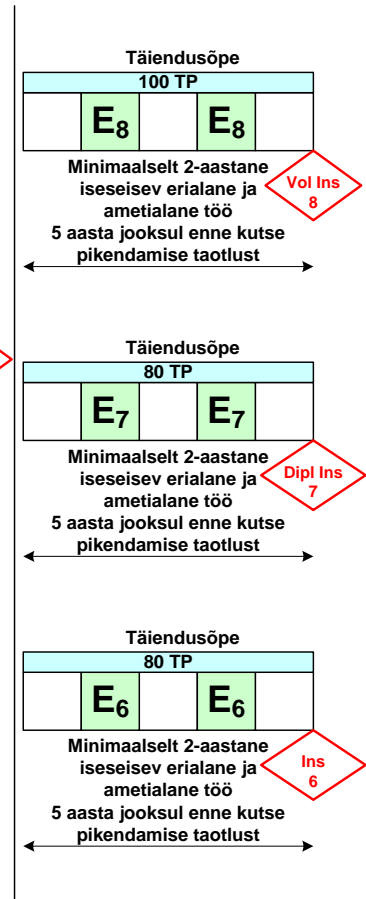 Täiendusõpe
100 TP
E₈ E₈
Minimaalselt 2-aastane
iseseisev erialane ja
ametialane töö
5 aasta jooksul enne kutse
pikendamise taotlust
Vol Ins
8
Täiendusõpe
80 TP
E₇ E₇
Minimaalselt 2-aastane
iseseisev erialane ja
ametialane töö
5 aasta jooksul enne kutse
pikendamise taotlust
Dipl Ins
7
Täiendusõpe
80 TP
E₆ E₆
Minimaalselt 2-aastane
iseseisev erialane ja
ametialane töö
5 aasta jooksul enne kutse
pikendamise taotlust
Ins
6